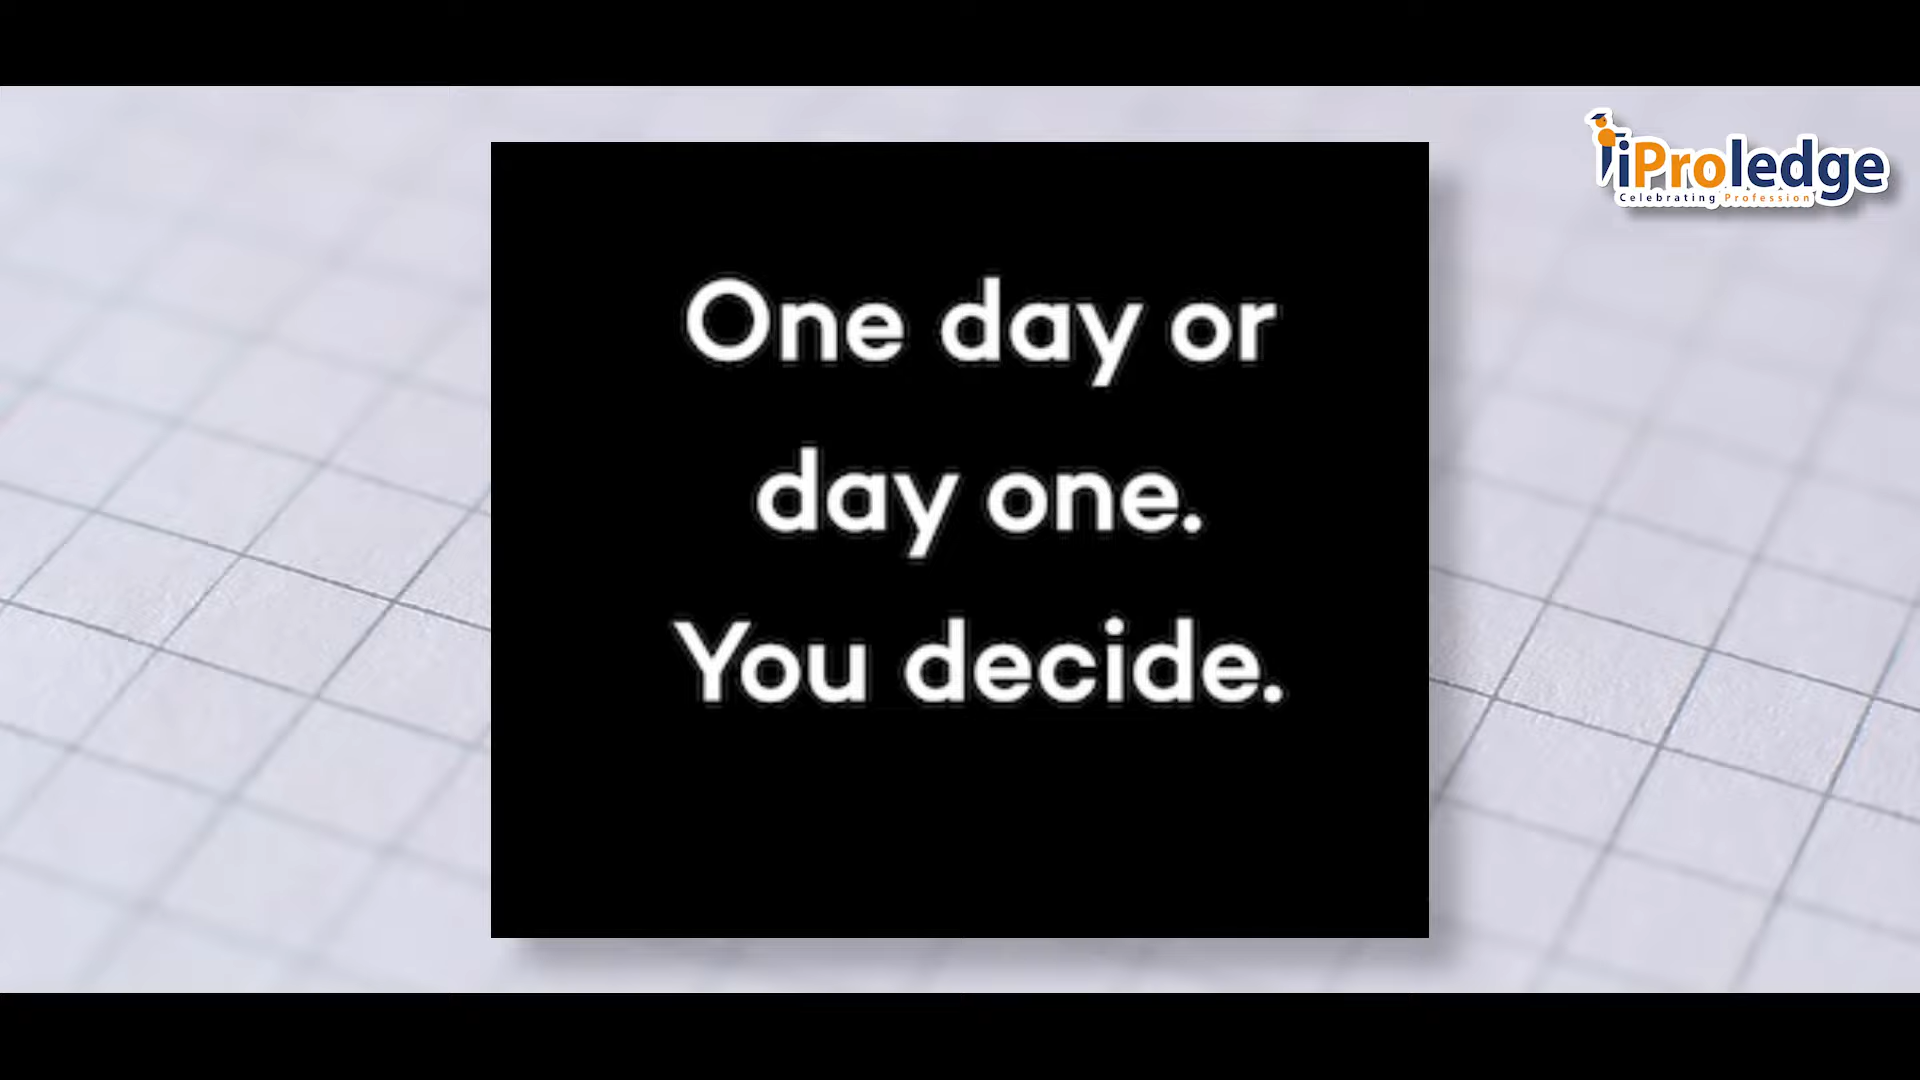 iProledge
Celebrating Profession
One day or
day one.
You decide.